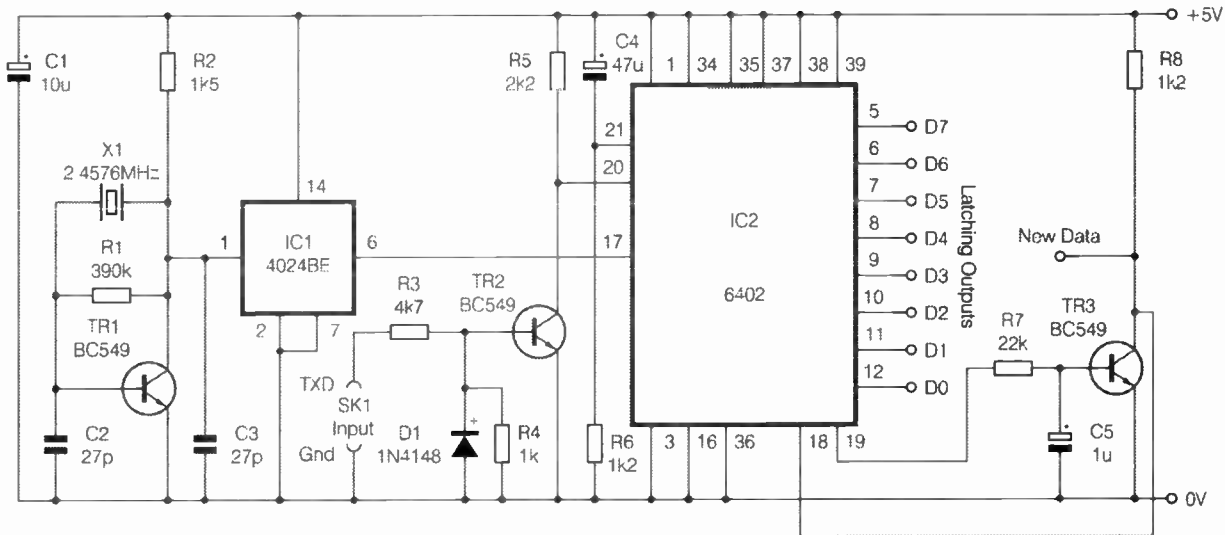 +5V
C1
10u
R2
1k5
R5
2k2
C4
47u
1
34
35
37
38
39
R8
1k2
X1
2 4576MHz
14
21
20
17
5
D7
6
D6
7
D5
8
D4
9
D3
10
D2
11
D1
12
D0
Latching Outputs
IC2
6402
New Data
R1
390k
1
IC1
4024BE
6
2
7
TR1
BC549
R3
4k7
TR2
BC549
R7
22k
TR3
BC549
TXD
SK1
Input
Gnd
C2
27p
C3
27p
D1
1N4148
+
R4
1k
R6
1k2
3
16
36
18
19
C5
1u
0V